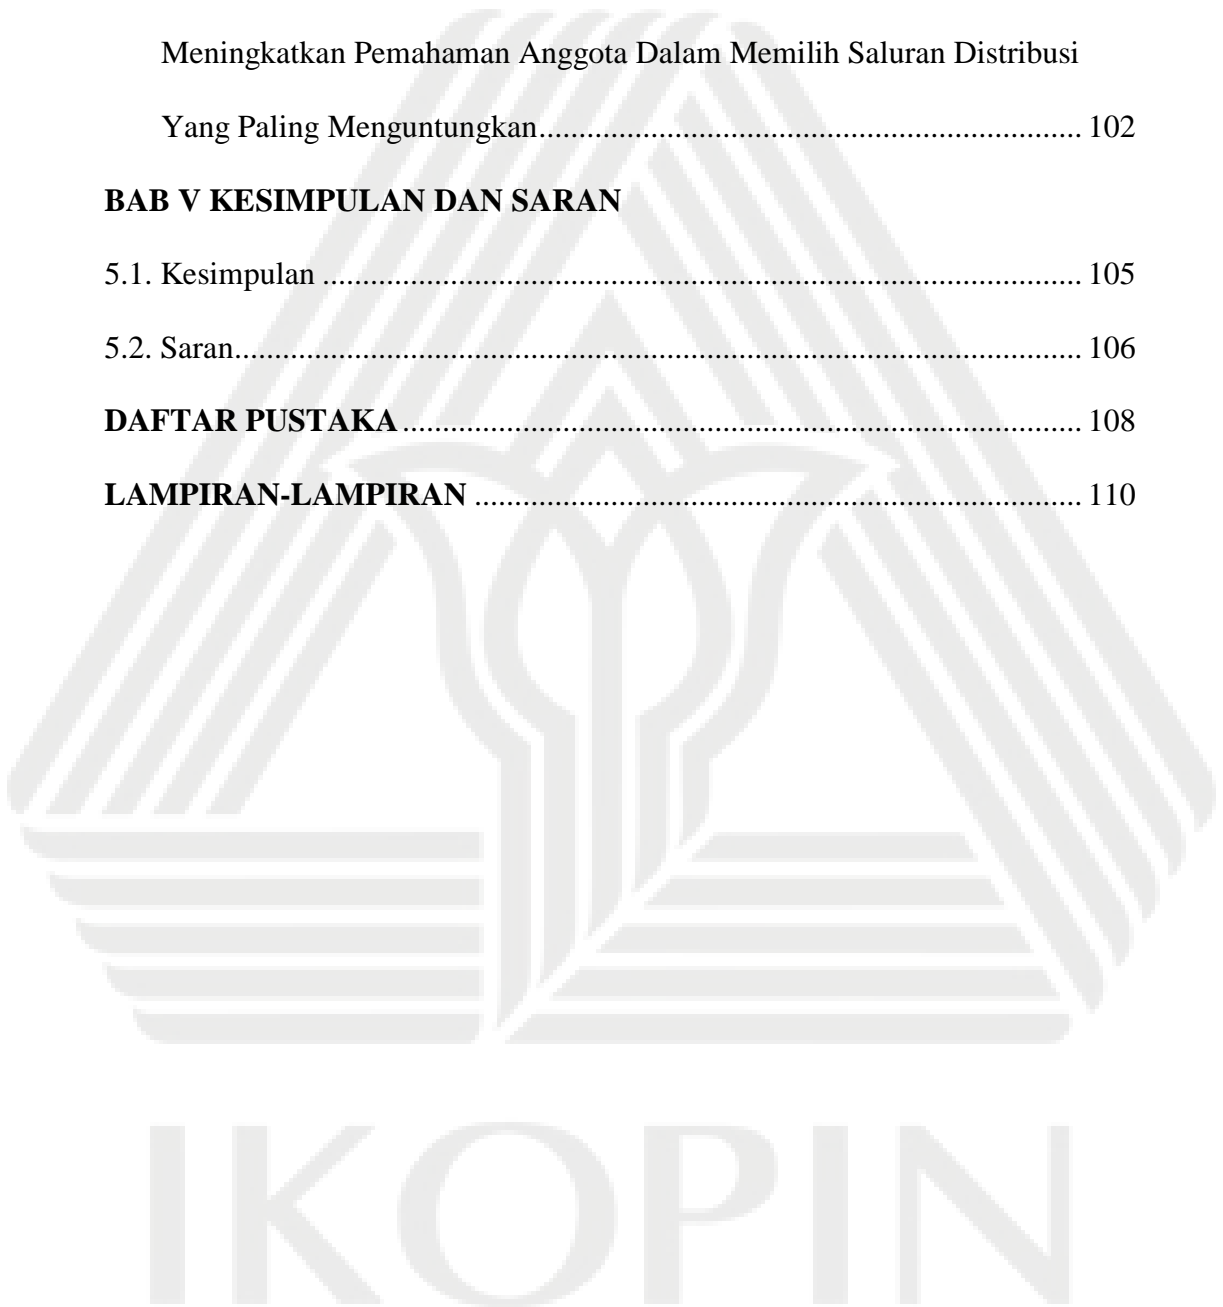 Meningkatkan Pemahaman Anggota Dalam Memilih Saluran Distribusi
Yang Paling Menguntungkan.................................................................... 102
BAB V KESIMPULAN DAN SARAN
5.1. Kesimpulan ............................................................................................... 105
5.2. Saran.......................................................................................................... 106
DAFTAR PUSTAKA ..................................................................................... 108
LAMPIRAN-LAMPIRAN ............................................................................ 110
IKOPIN